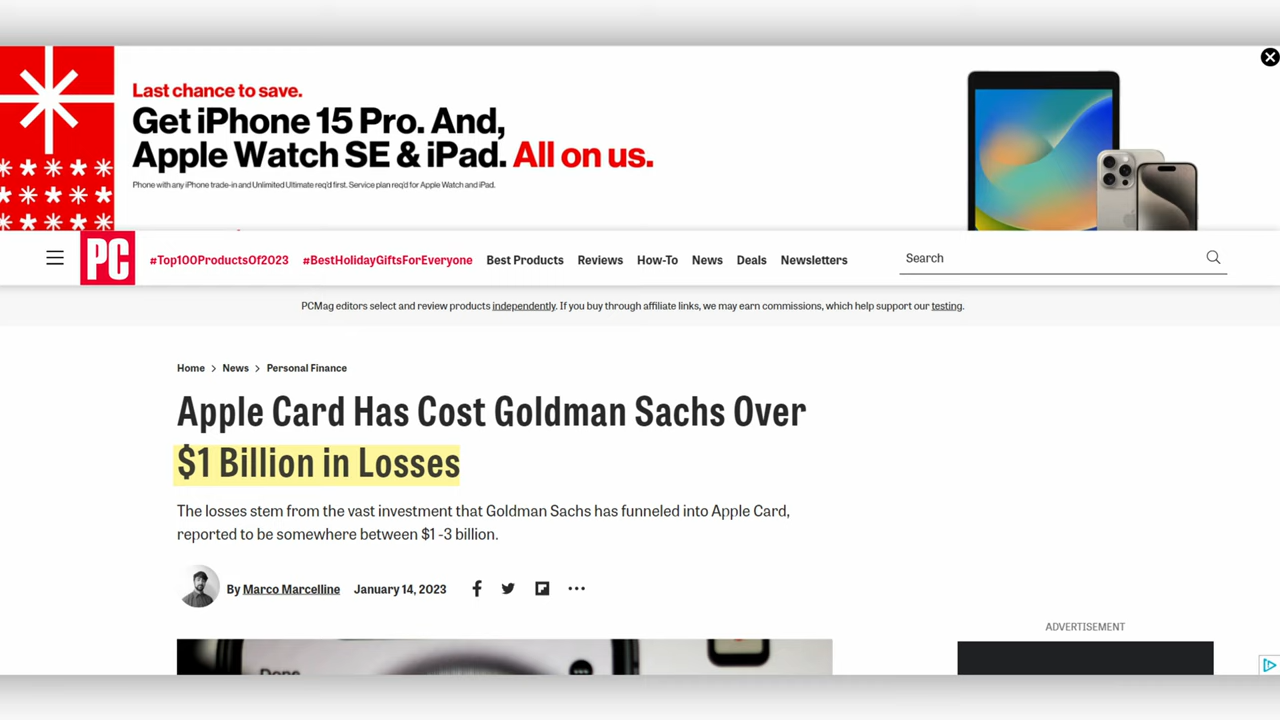 Last chance to save.
Get iPhone 15 Pro. And,
Apple Watch SE & iPad. All on us.
Phone with any iPhone trade-in and Unlimited Ultimate req'd first. Service plan req'd for Apple Watch and iPad.
PC
#Top100ProductsOf2023 #BestHolidayGiftsForEveryone Best Products Reviews How-To News Deals Newsletters Search
PCMag editors select and review products independently. If you buy through affiliate links, we may earn commissions, which help support our testing.
Home > News > Personal Finance
Apple Card Has Cost Goldman Sachs Over
$1 Billion in Losses
The losses stem from the vast investment that Goldman Sachs has funneled into Apple Card,
reported to be somewhere between $1 -3 billion.
By Marco Marcelline January 14, 2023
ADVERTISEMENT
Done